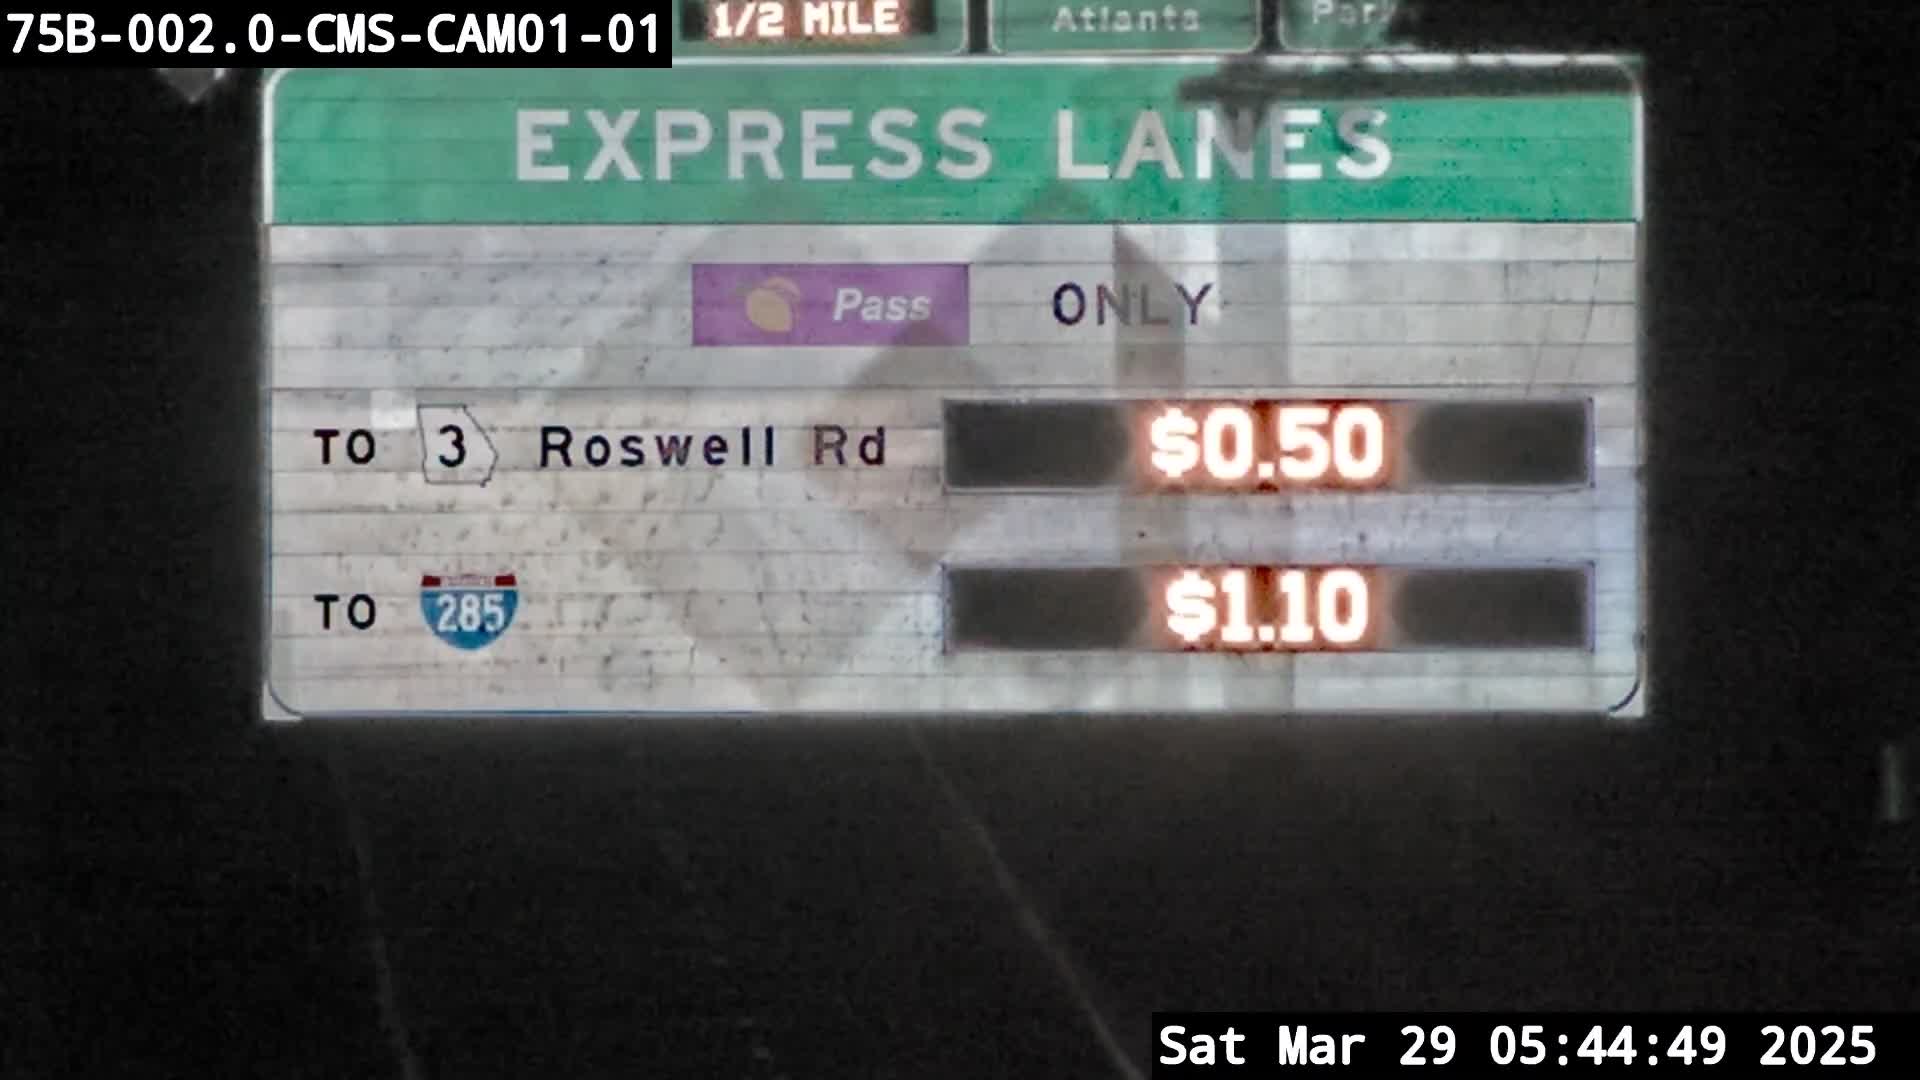 75B-002.0-CMS-CAM01-01
1/2 MILE
Atlanta
EXPRESS LANES
Pass ONLY
TO 3 Roswell Rd $0.50
TO 285 $1.10
Sat Mar 29 05:44:49 2025